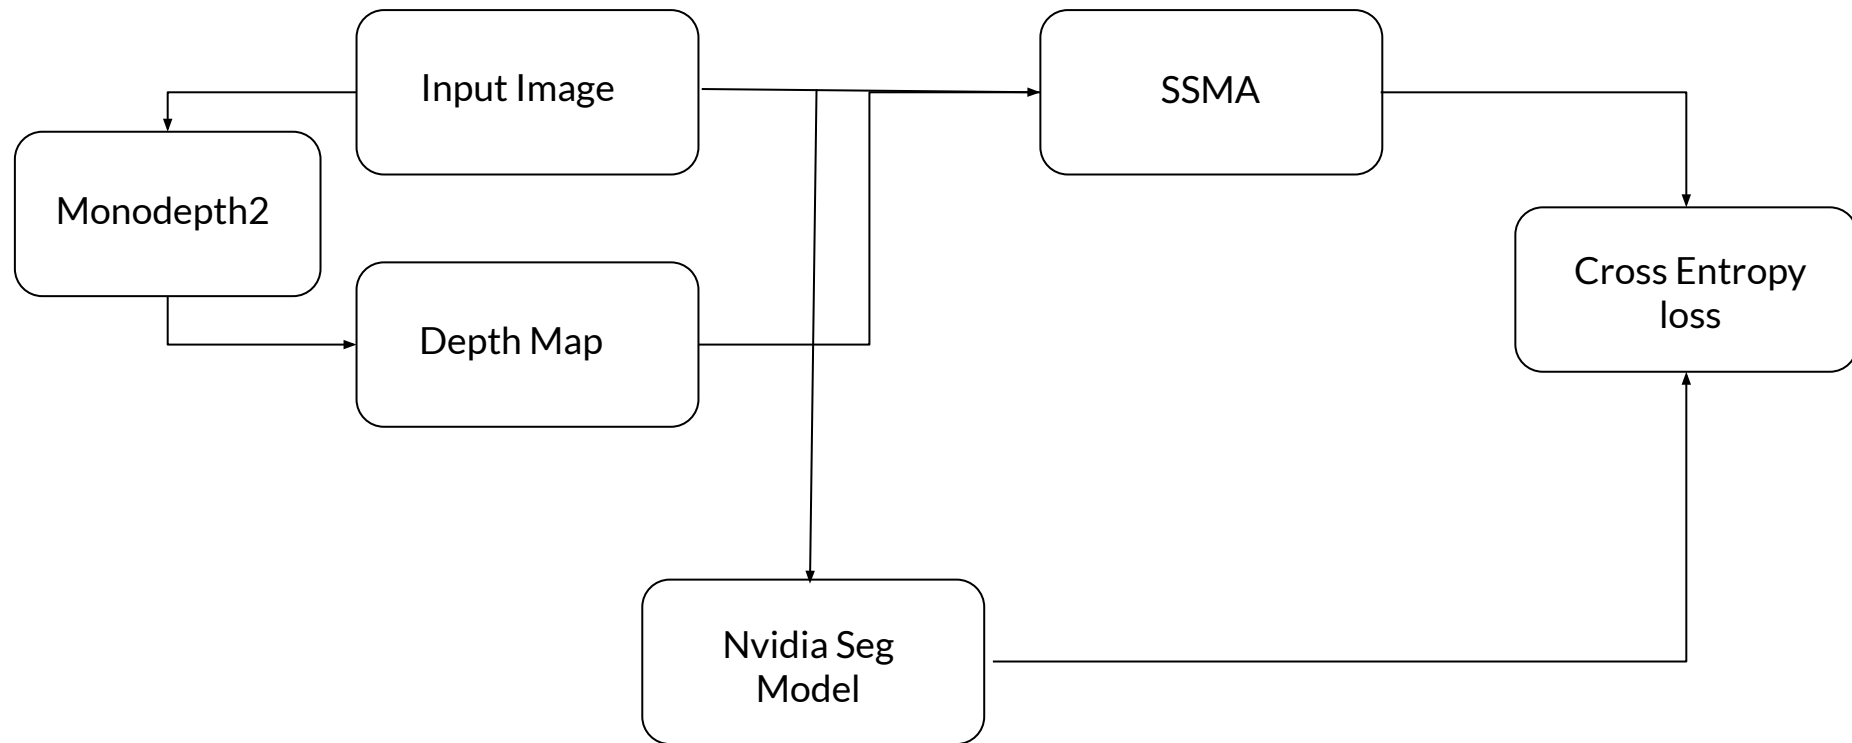 Input Image
SSMA
Monodepth2
Cross Entropy
loss
Depth Map
Nvidia Seg
Model